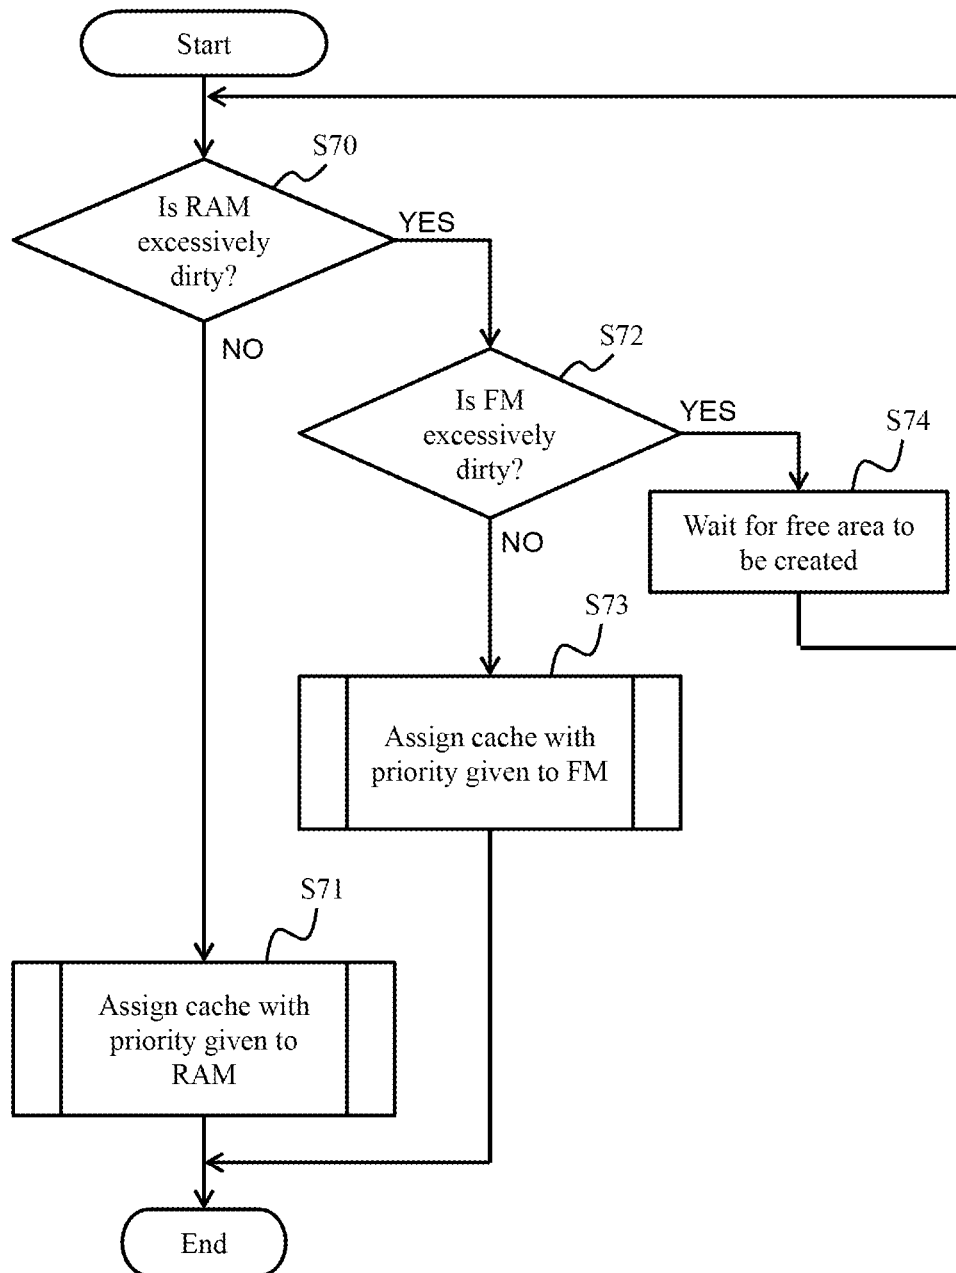 Start
S70
Is RAM
excessively
dirty?
YES
NO
S72
Is FM
excessively
dirty?
YES
NO
S74
Wait for free area to
be created
S73
Assign cache with
priority given to FM
S71
Assign cache with
priority given to
RAM
End